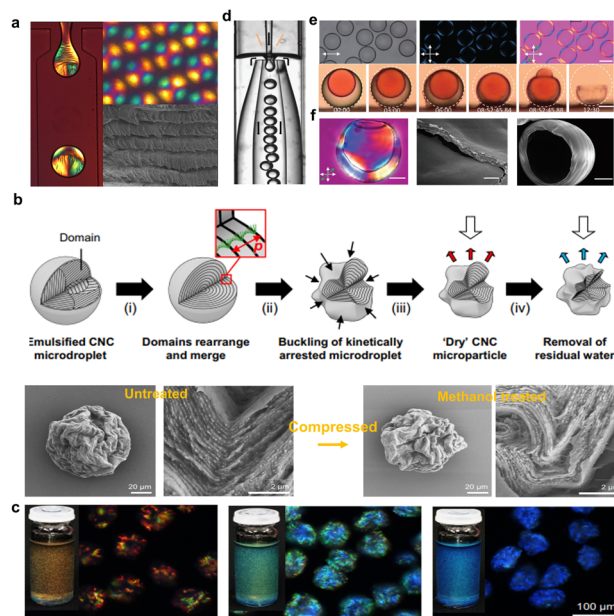 a
d
e
f
b
Domain
p
(i)
(ii)
(iii)
(iv)
Emulsified CNC
microdroplet
Domains rearrange
and merge
Buckling of kinetically
arrested microdroplet
'Dry' CNC
microparticle
Removal of
residual water
Untreated
Compressed
Methanol treated
20 µm
2 µm
20 µm
2 µm
c
100 µm